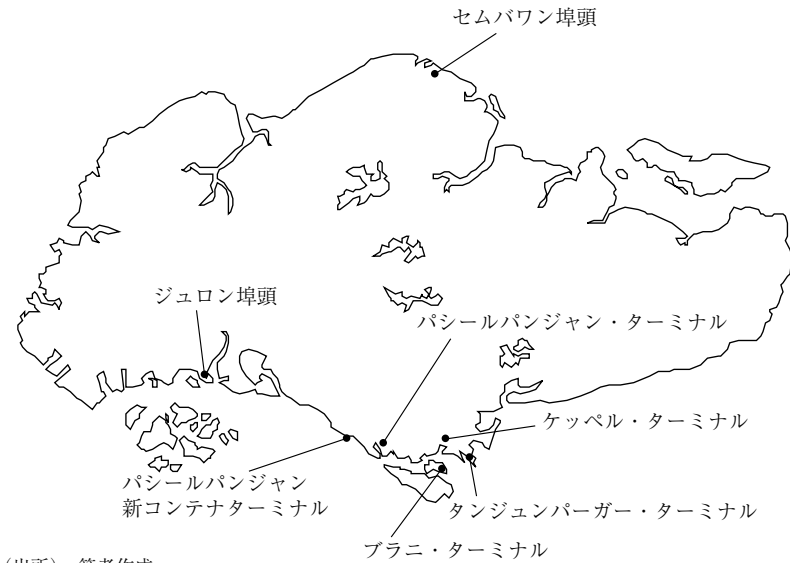 セムバワン埠頭
ジュロン埠頭
パシールパンジャン・ターミナル
ケッペル・ターミナル
パシールパンジャン
新コンテナターミナル
タンジュンパーガー・ターミナル
ブラニ・ターミナル